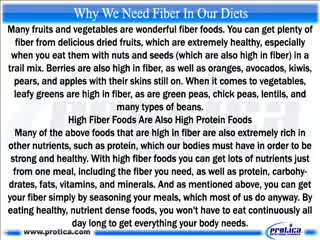 Why We Need Fiber In Our Diets
Many fruits and vegetables are wonderful fiber foods. You can get plenty of
fiber from delicious dried fruits, which are extremely healthy, especially
when you eat them with nuts and seeds (which are also high in fiber) in a
trail mix. Berries are also high in fiber, as well as oranges, avocados, kiwis,
pears, and apples with their skins still on. When it comes to vegetables,
leafy greens are high in fiber, as are green peas, chick peas, lentils, and
many types of beans.
High Fiber Foods Are Also High Protein Foods
Many of the above foods that are high in fiber are also extremely rich in
other nutrients, such as protein, which our bodies must have in order to be
strong and healthy. With high fiber foods you can get lots of nutrients just
from one meal, including the fiber you need, as well as protein, carbohy-
drates, fats, vitamins, and minerals. And as mentioned above, you can get
your fiber simply by seasoning your meals, which most of us do anyway. By
eating healthy, nutrient dense foods, you won't have to eat continuously all
day long to get everything your body needs.
www.protica.com
protica